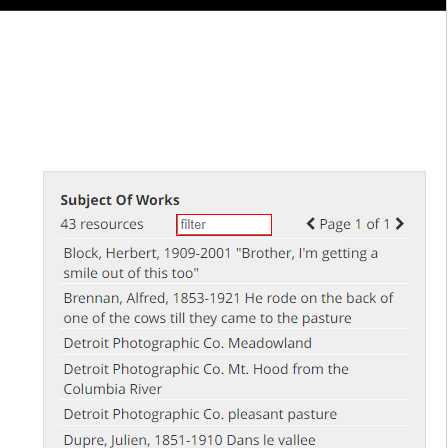 Subject Of Works
43 resources filter Page 1 of 1
Block, Herbert, 1909-2001 "Brother, I'm getting a
smile out of this too"
Brennan, Alfred, 1853-1921 He rode on the back of
one of the cows till they came to the pasture
Detroit Photographic Co. Meadowland
Detroit Photographic Co. Mt. Hood from the
Columbia River
Detroit Photographic Co. pleasant pasture
Dupre, Julien, 1851-1910 Dans le vallee